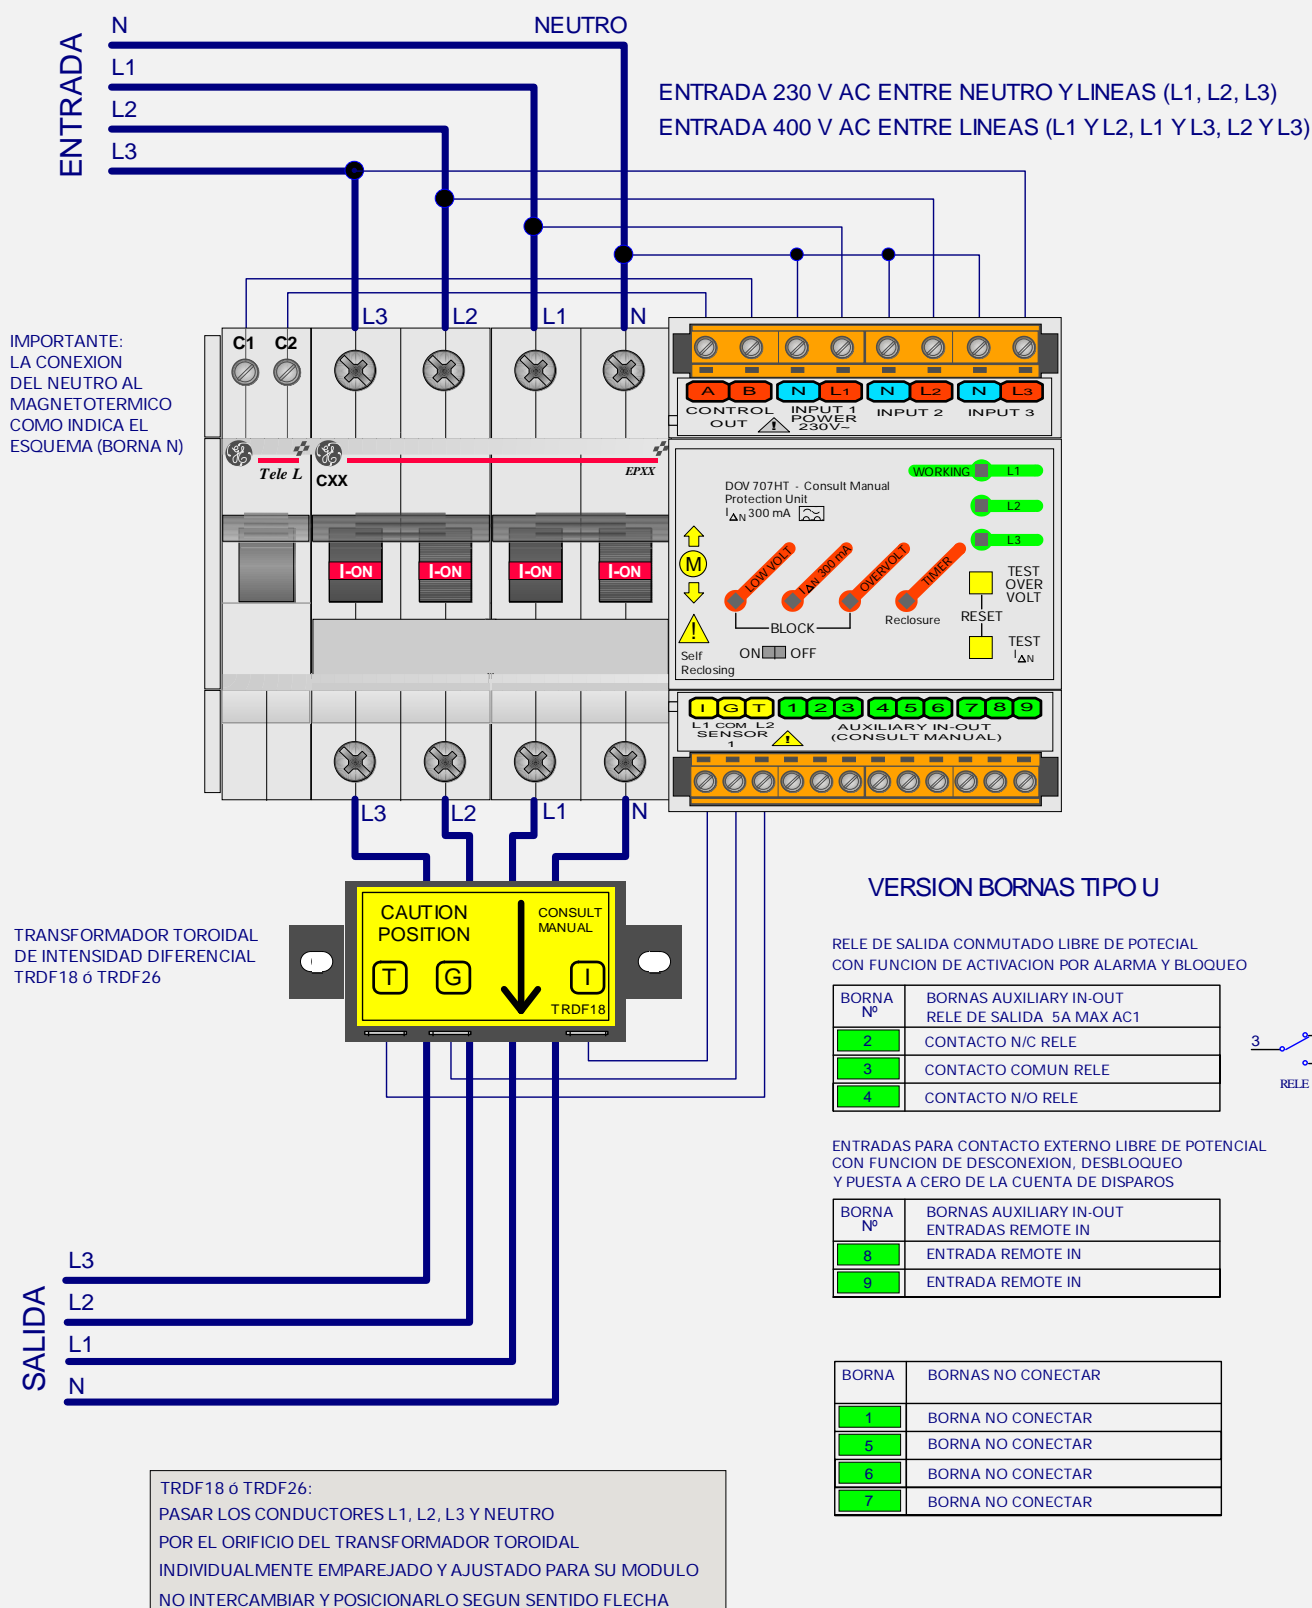 ENTRADA
N
NEUTRO
L1
L2
L3
ENTRADA 230 V AC ENTRE NEUTRO Y LINEAS (L1, L2, L3)
ENTRADA 400 V AC ENTRE LINEAS (L1 Y L2, L1 Y L3, L2 Y L3)
IMPORTANTE:
LA CONEXION
DEL NEUTRO AL
MAGNETOTERMICO
COMO INDICA EL
ESQUEMA (BORNA N)
L3 L2 L1 N
C1 C2
Tele L
CXX
EPXX
I-ON I-ON I-ON I-ON
A B N L1 N L2 N L3
CONTROL OUT
INPUT 1
POWER
230V~
INPUT 2
INPUT 3
DOV 707HT - Consult Manual
Protection Unit
I△N 300 mA
WORKING L1
L2
L3
M
LOW VOLT
I△N 300 mA
OVERVOLT
TIMER
BLOCK
Reclosure
ON OFF
Self
Reclosing
TEST
OVER
VOLT
RESET
TEST
I△N
I G T 1 2 3 4 5 6 7 8 9
L1 COM L2
SENSOR
1
AUXILIARY IN-OUT
(CONSULT MANUAL)
L3 L2 L1 N
TRANSFORMADOR TOROIDAL
DE INTENSIDAD DIFERENCIAL
TRDF18 ó TRDF26
CAUTION
POSITION
CONSULT
MANUAL
T G I
TRDF18
VERSION BORNAS TIPO U
RELE DE SALIDA CONMUTADO LIBRE DE POTECIAL
CON FUNCION DE ACTIVACION POR ALARMA Y BLOQUEO
BORNA Nº
BORNAS AUXILIARY IN-OUT
RELE DE SALIDA 5A MAX AC1
2 CONTACTO N/C RELE
3 CONTACTO COMUN RELE
4 CONTACTO N/O RELE
3
RELE
ENTRADAS PARA CONTACTO EXTERNO LIBRE DE POTENCIAL
CON FUNCION DE DESCONEXION, DESBLOQUEO
Y PUESTA A CERO DE LA CUENTA DE DISPAROS
BORNA Nº
BORNAS AUXILIARY IN-OUT
ENTRADAS REMOTE IN
8 ENTRADA REMOTE IN
9 ENTRADA REMOTE IN
SALIDA
L3
L2
L1
N
BORNA BORNAS NO CONECTAR
1 BORNA NO CONECTAR
5 BORNA NO CONECTAR
6 BORNA NO CONECTAR
7 BORNA NO CONECTAR
TRDF18 ó TRDF26:
PASAR LOS CONDUCTORES L1, L2, L3 Y NEUTRO
POR EL ORIFICIO DEL TRANSFORMADOR TOROIDAL
INDIVIDUALMENTE EMPAREJADO Y AJUSTADO PARA SU MODULO
NO INTERCAMBIAR Y POSICIONARLO SEGUN SENTIDO FLECHA